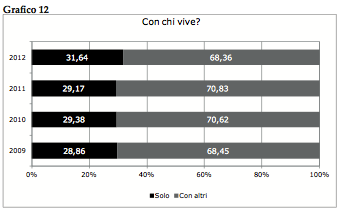 Grafico 12
Con chi vive?
2012 31,64 68,36
2011 29,17 70,83
2010 29,38 70,62
2009 28,86 68,45
0% 20% 40% 60% 80% 100%
Solo Con altri